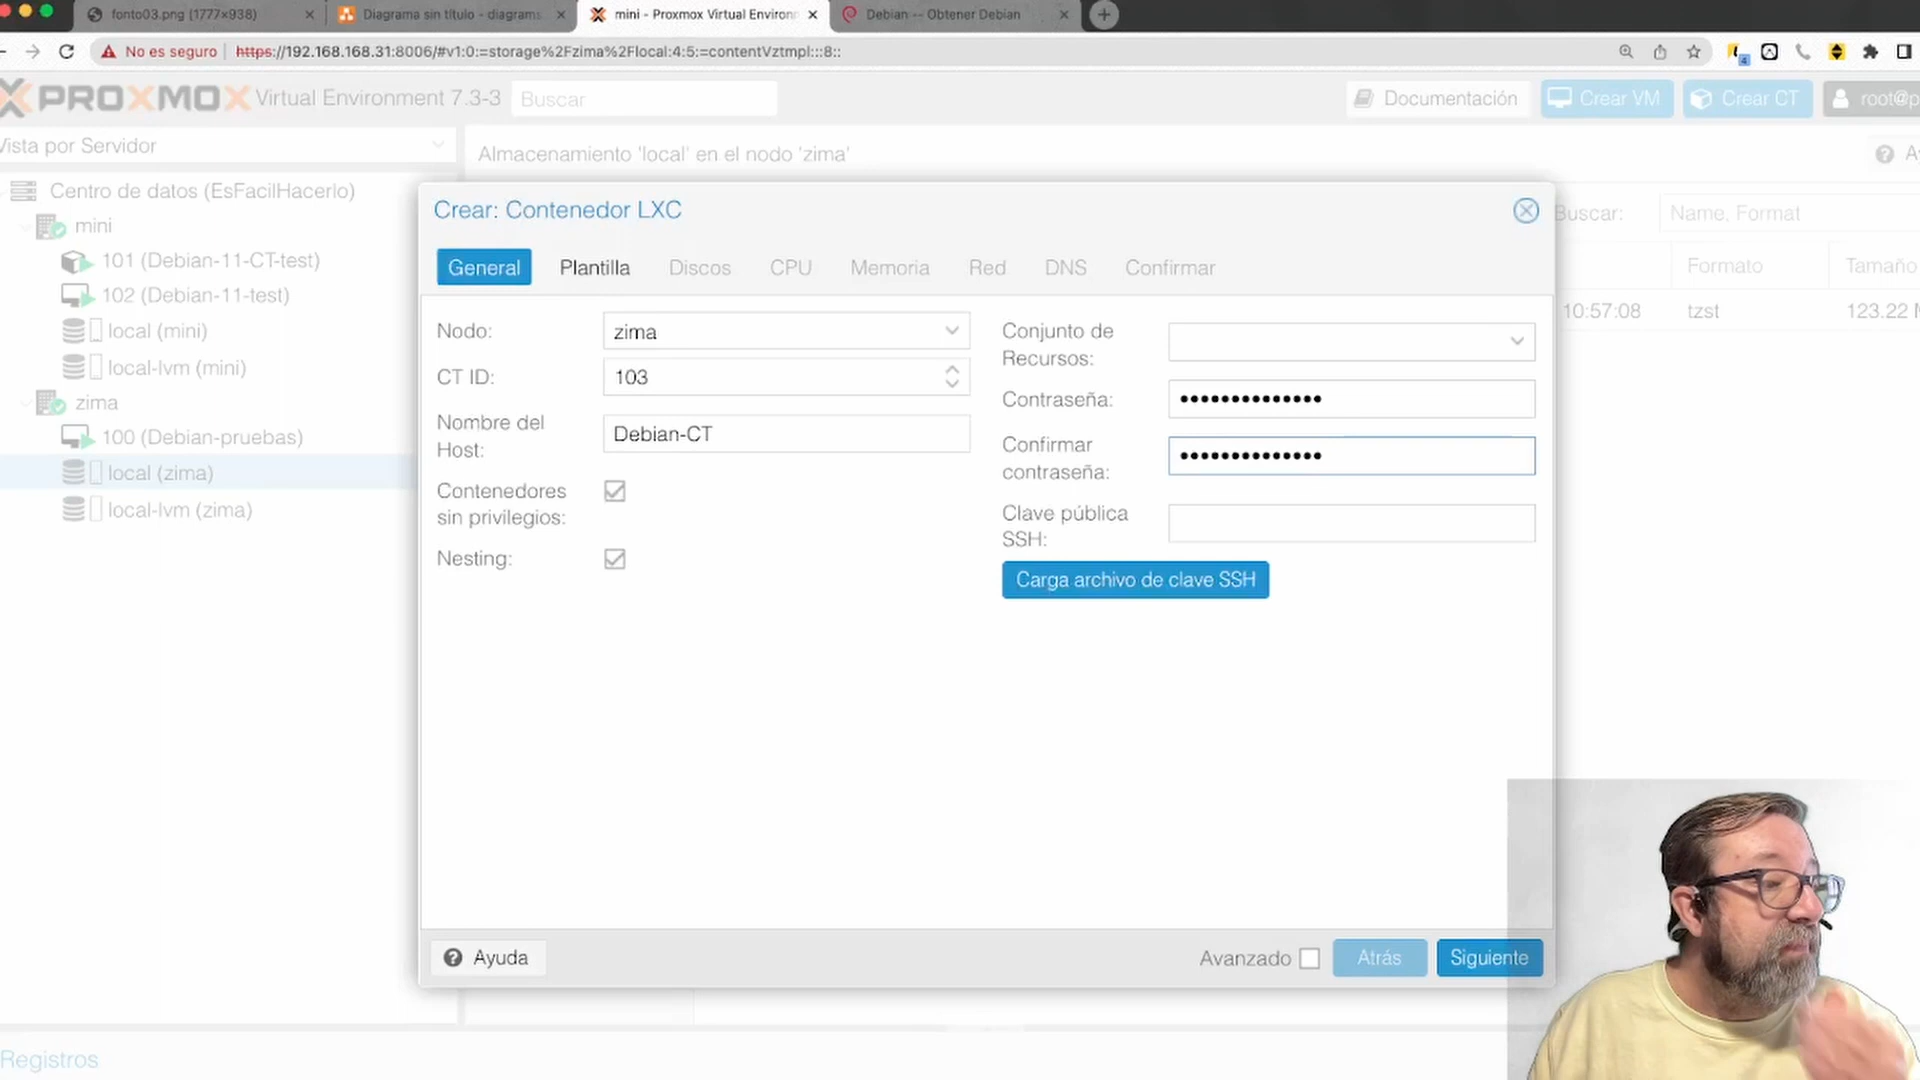 fonto03.png (1777×938)
Diagrama sin título - diagrams
mini - Proxmox Virtual Environm
Debian -- Obtener Debian
No es seguro
https://192.168.168.31:8006/#v1:0:=storage%2Fzima%2Flocal:4:5:=contentVztmpl:::8::
4
PROXMOX Virtual Environment 7.3-3
Buscar
Documentación
Crear VM
Crear CT
root@p
Vista por Servidor
Almacenamiento 'local' en el nodo 'zima'
Centro de datos (EsFacilHacerlo)
mini
101 (Debian-11-CT-test)
102 (Debian-11-test)
local (mini)
local-lvm (mini)
zima
100 (Debian-pruebas)
local (zima)
local-lvm (zima)
Buscar:
Name, Format
Formato
Tamaño
10:57:08
tzst
123.22 M
Crear: Contenedor LXC
General
Plantilla
Discos
CPU
Memoria
Red
DNS
Confirmar
Nodo:
zima
CT ID:
103
Nombre del
Host:
Debian-CT
Contenedores
sin privilegios:
Nesting:
Conjunto de
Recursos:
Contraseña:
••••••••••••••
Confirmar
contraseña:
••••••••••••••
Clave pública
SSH:
Carga archivo de clave SSH
Ayuda
Avanzado
Atrás
Siguiente
Registros